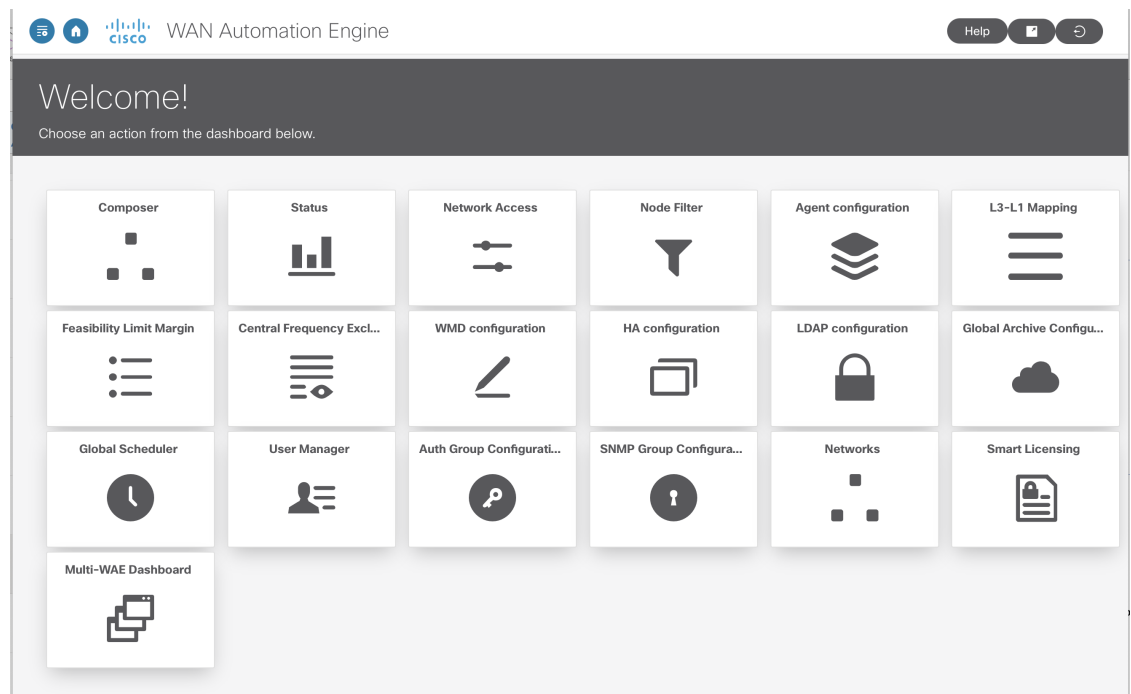 CISCO WAN Automation Engine Help
Welcome!
Choose an action from the dashboard below.
Composer Status Network Access Node Filter Agent configuration L3-L1 Mapping
Feasibility Limit Margin Central Frequency Excl... WMD configuration HA configuration LDAP configuration Global Archive Configu...
Global Scheduler User Manager Auth Group Configurati... SNMP Group Configura... Networks Smart Licensing
Multi-WAE Dashboard